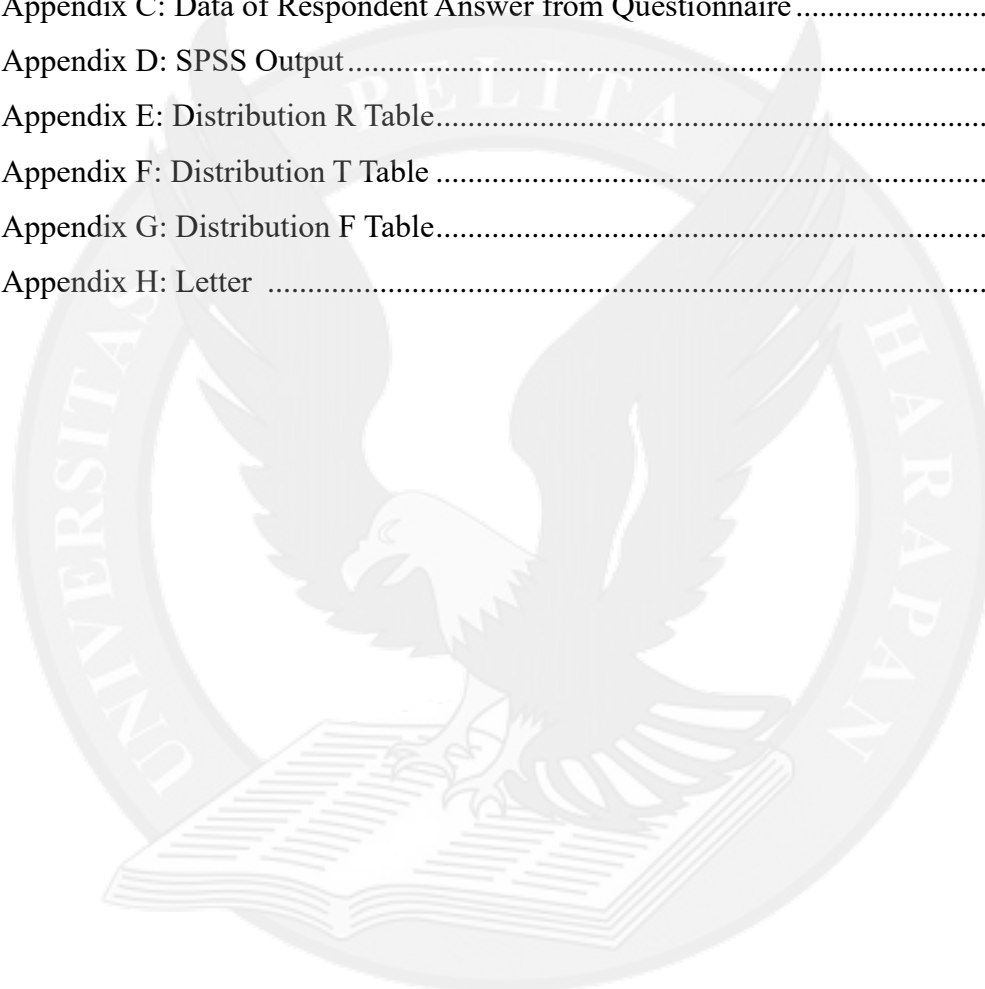 Appendix C: Data of Respondent Answer from Questionnaire....................
Appendix D: SPSS Output....................
Appendix E: Distribution R Table....................
Appendix F: Distribution T Table ....................
Appendix G: Distribution F Table....................
Appendix H: Letter ....................
UNIVERSITAS PELITA HARAPAN